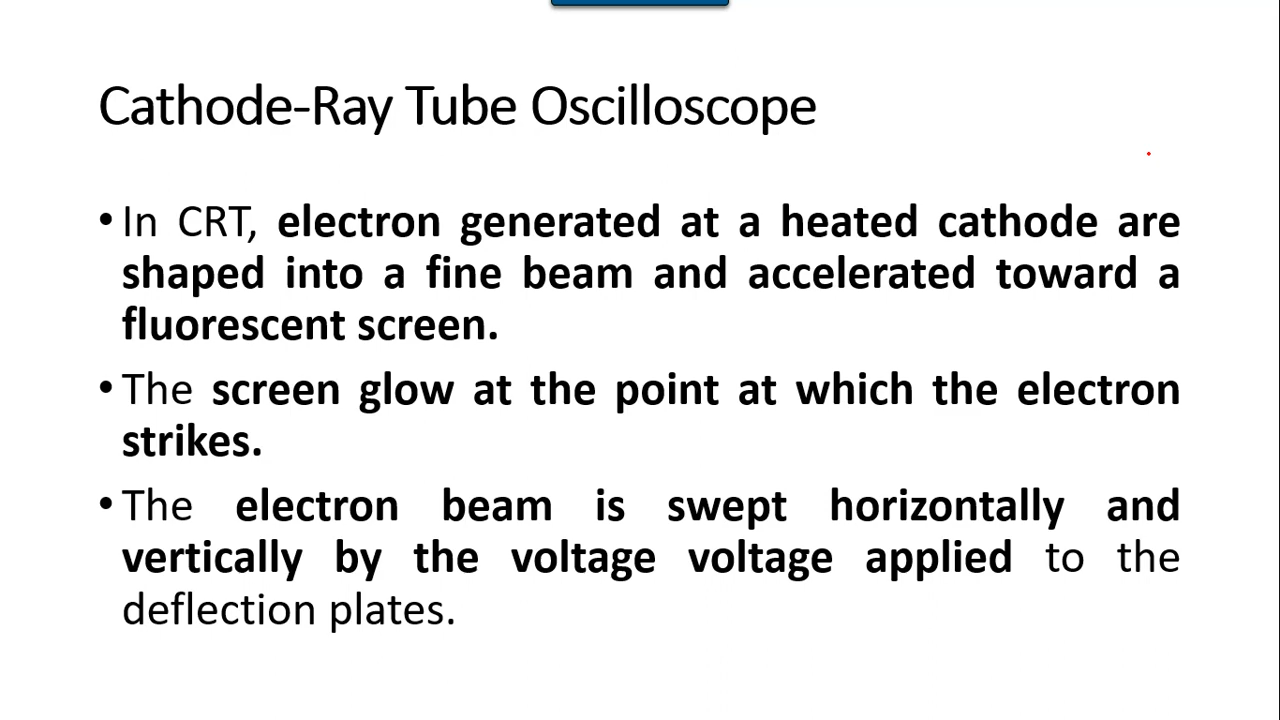 Cathode-Ray Tube Oscilloscope
• In CRT, electron generated at a heated cathode are
shaped into a fine beam and accelerated toward a
fluorescent screen.
• The screen glow at the point at which the electron
strikes.
• The electron beam is swept horizontally and
vertically by the voltage voltage applied to the
deflection plates.